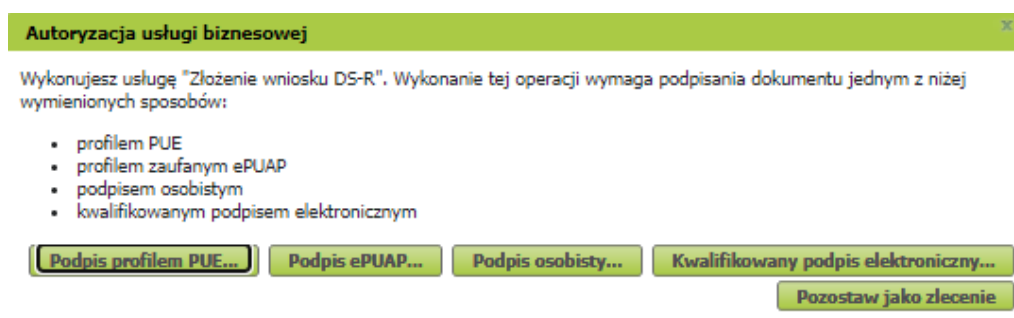 Autoryzacja usługi biznesowej x
Wykonujesz usługę "Złożenie wniosku DS-R". Wykonanie tej operacji wymaga podpisania dokumentu jednym z niżej
wymienionych sposobów:
• profilem PUE
• profilem zaufanym ePUAP
• podpisem osobistym
• kwalifikowanym podpisem elektronicznym
Podpis profilem PUE... Podpis ePUAP... Podpis osobisty... Kwalifikowany podpis elektroniczny...
Pozostaw jako zlecenie